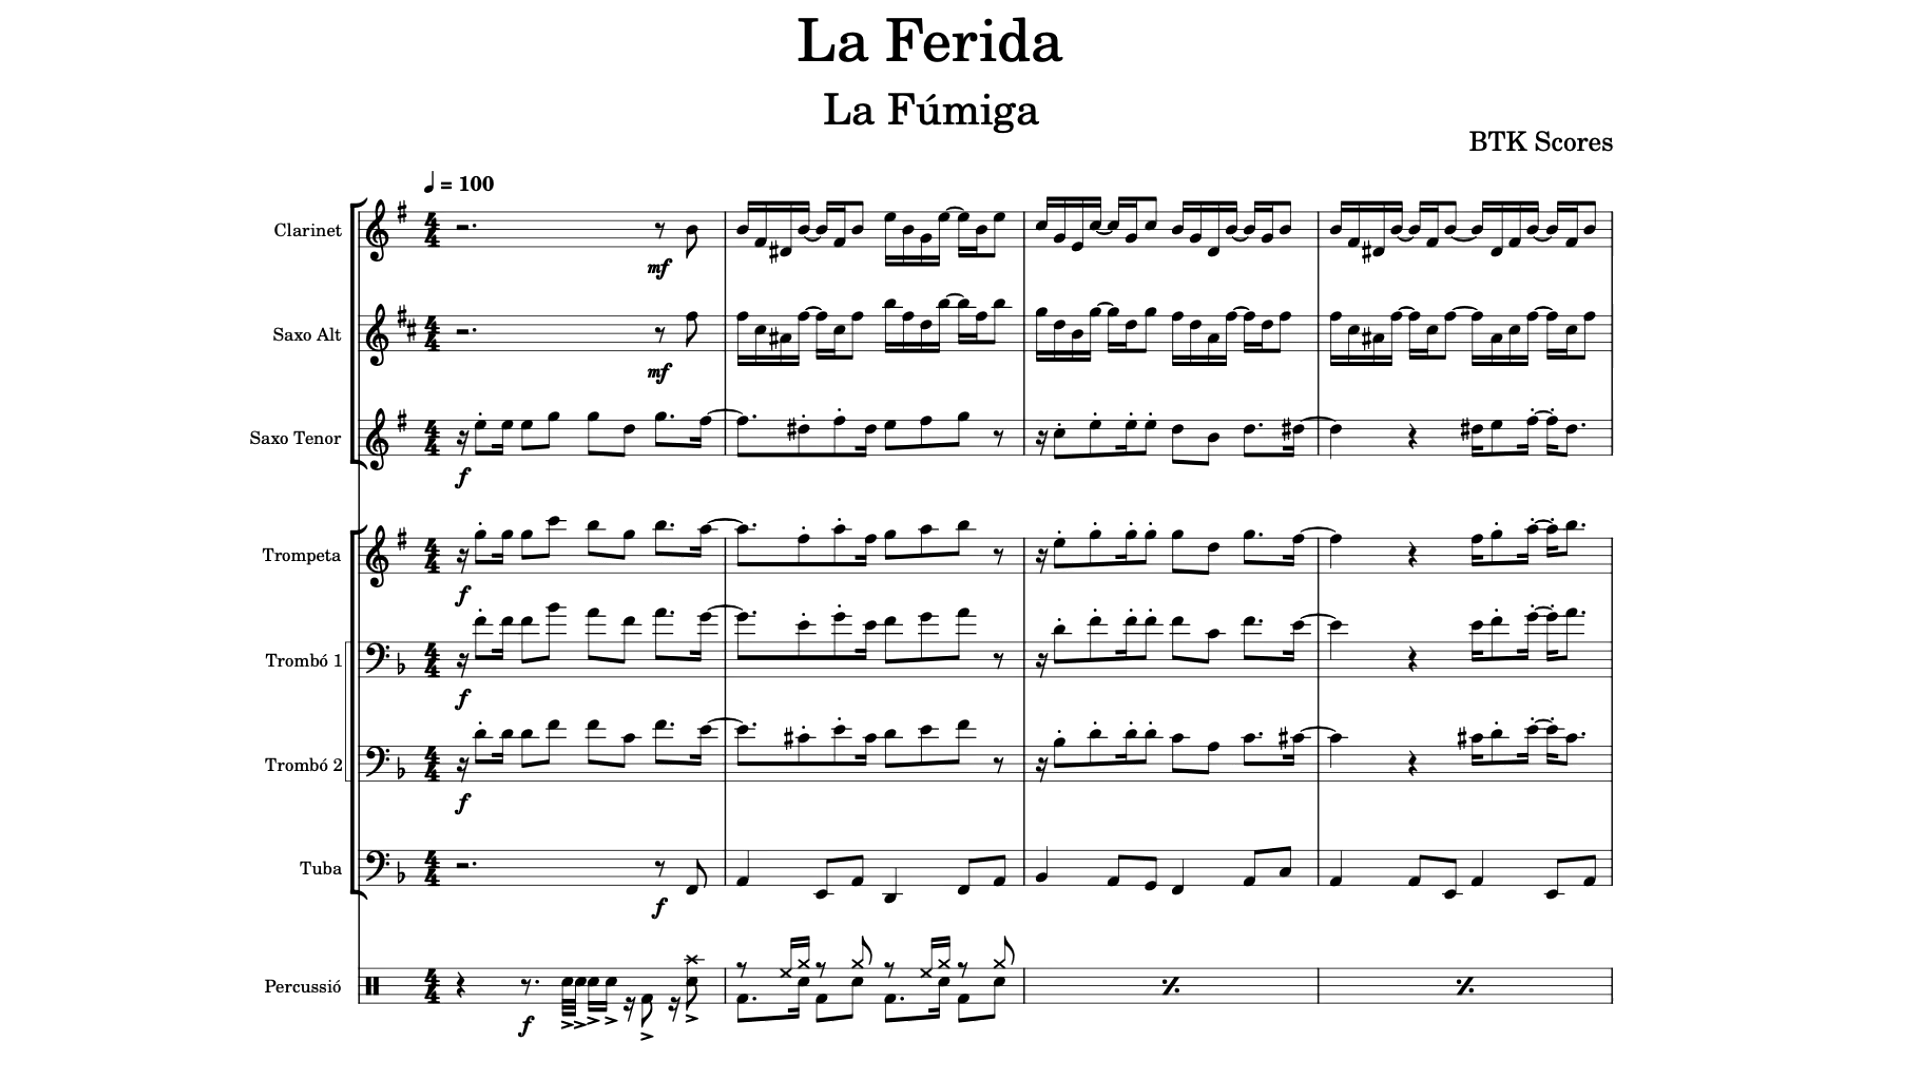 La Ferida
La Fúmiga
BTK Scores
♩ = 100
Clarinet
mf
Saxo Alt
mf
Saxo Tenor
f
Trompeta
f
Trombó 1
f
Trombó 2
f
Tuba
f
Percussió
f